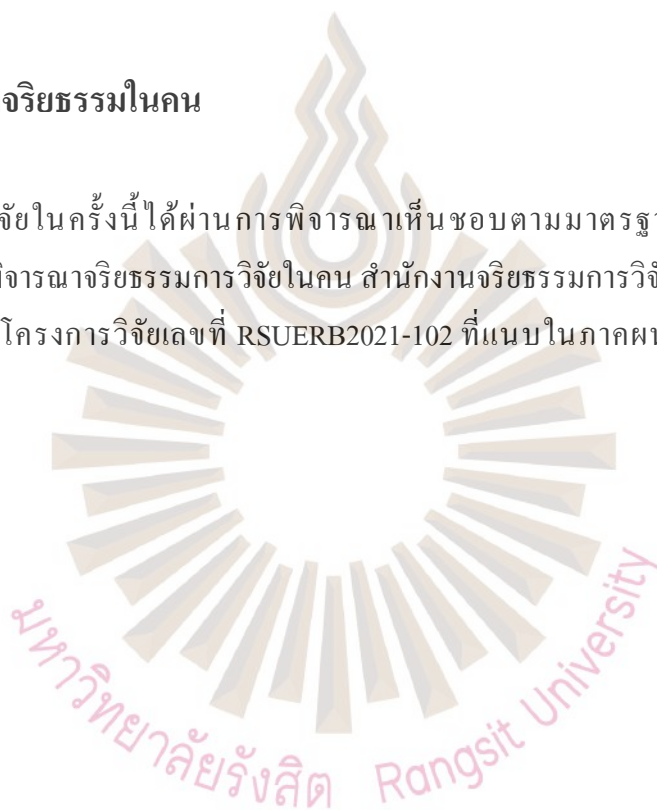 จริยธรรมในคน
จัยในครั้งนี้ได้ผ่านการพิจารณาเห็นชอบตามมาตรฐา
พิจารณาจริยธรรมการวิจัยในคน สำนักงานจริยธรรมการวิจั
โครงการวิจัยเลขที่ RSUERB2021-102 ที่แนบในภาคผน
มหาวิทยาลัยรังสิต Rangsit University